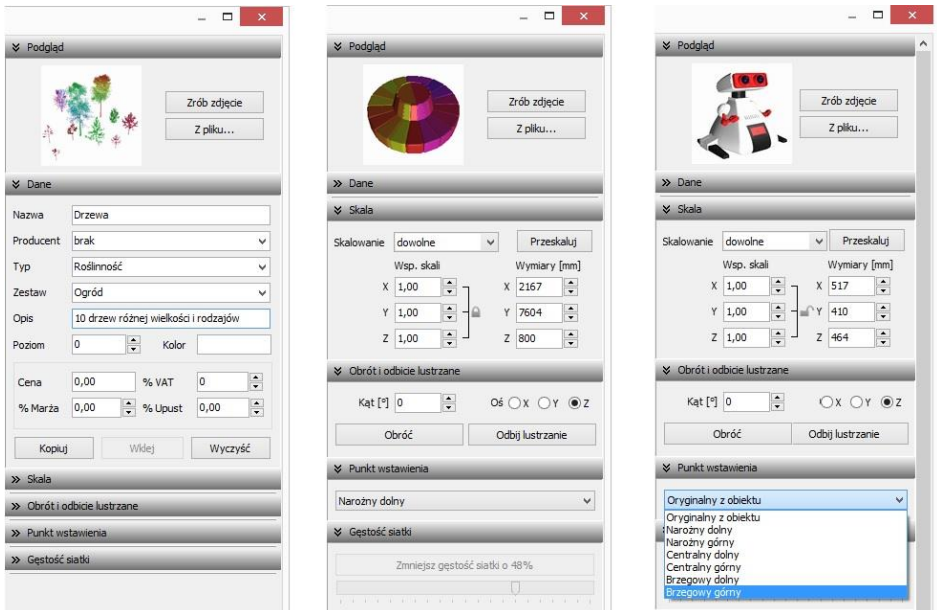 Podgląd
Zrób zdjęcie
Z pliku...
Dane
Nazwa Drzewa
Producent brak
Typ Roślinność
Zestaw Ogród
Opis 10 drzew różnej wielkości i rodzajów
Poziom 0 Kolor
Cena 0,00 % VAT 0
% Marża 0,00 % Upust 0,00
Kopiuj Wklej Wyczyść
Skala
Obrót i odbicie lustrzane
Punkt wstawienia
Gęstość siatki
Podgląd
Zrób zdjęcie
Z pliku...
Dane
Skala
Skalowanie dowolne Przeskaluj
Wsp. skali Wymiary [mm]
X 1,00 X 2167
Y 1,00 Y 7604
Z 1,00 Z 800
Obrót i odbicie lustrzane
Kąt [º] 0 Oś X Y Z
Obróć Odbij lustrzanie
Punkt wstawienia
Narożny dolny
Gęstość siatki
Zmniejsz gęstość siatki o 48%
Podgląd
Zrób zdjęcie
Z pliku...
Dane
Skala
Skalowanie dowolne Przeskaluj
Wsp. skali Wymiary [mm]
X 1,00 X 517
Y 1,00 Y 410
Z 1,00 Z 464
Obrót i odbicie lustrzane
Kąt [º] 0 X Y Z
Obróć Odbij lustrzanie
Punkt wstawienia
Oryginalny z obiektu
Oryginalny z obiektu
Narożny dolny
Narożny górny
Centralny dolny
Centralny górny
Brzegowy dolny
Brzegowy górny